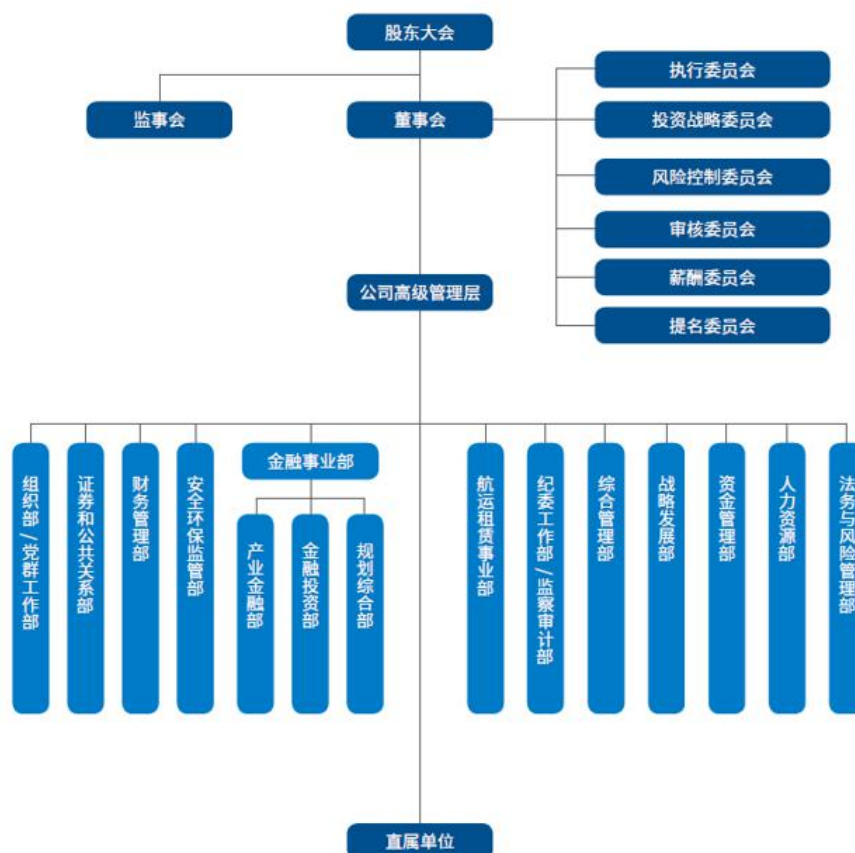 股东大会
监事会
董事会
执行委员会
投资战略委员会
风险控制委员会
审核委员会
薪酬委员会
提名委员会
公司高级管理层
组织部/党群工作部
证券和公共关系部
财务管理部
安全环保监管部
金融事业部
产业金融部
金融投资部
规划综合部
航运租赁事业部
纪委工作部/监察审计部
综合管理部
战略发展部
资金管理部
人力资源部
法务与风险管理部
直属单位